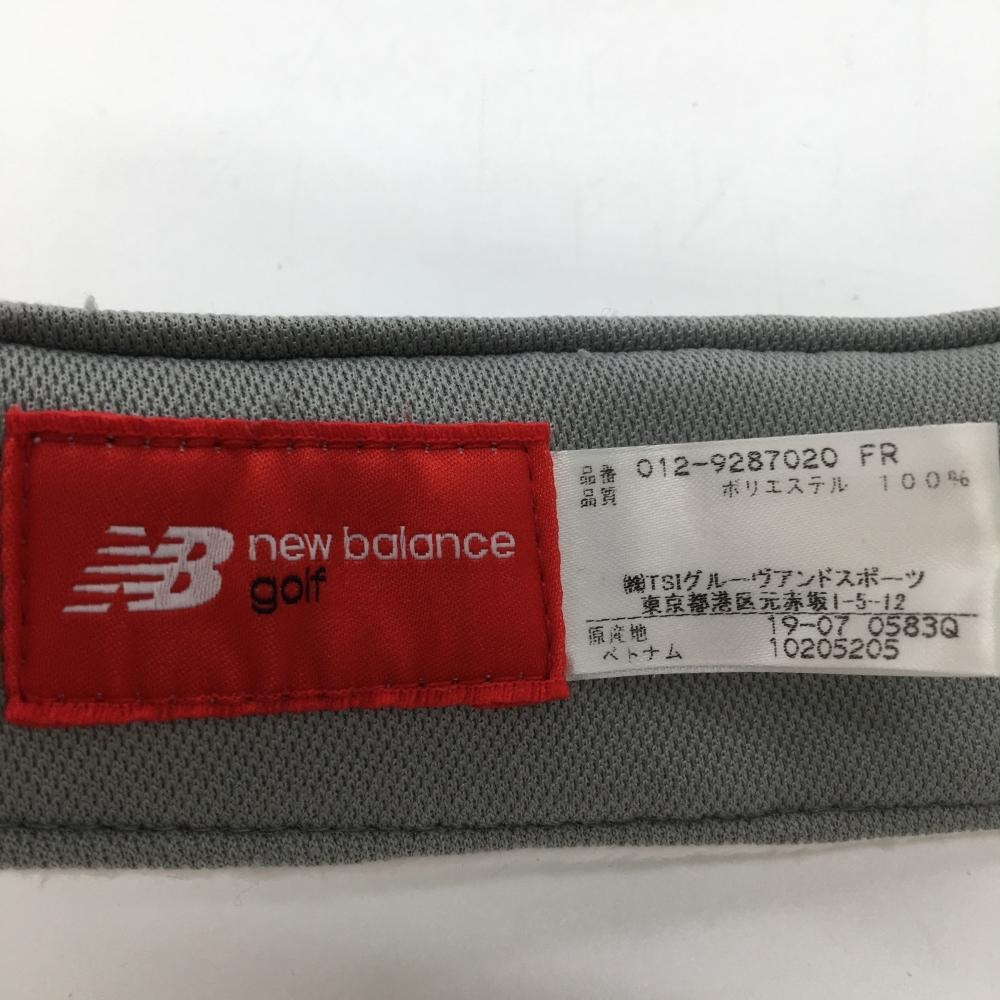 NB new balance
golf
品番 012-9287020 FR
品質 ポリエステル 100%
㈱TSIグルーヴアンドスポーツ
東京都港区元赤坂1-5-12
原産地 19-07 0583Q
ベトナム 10205205